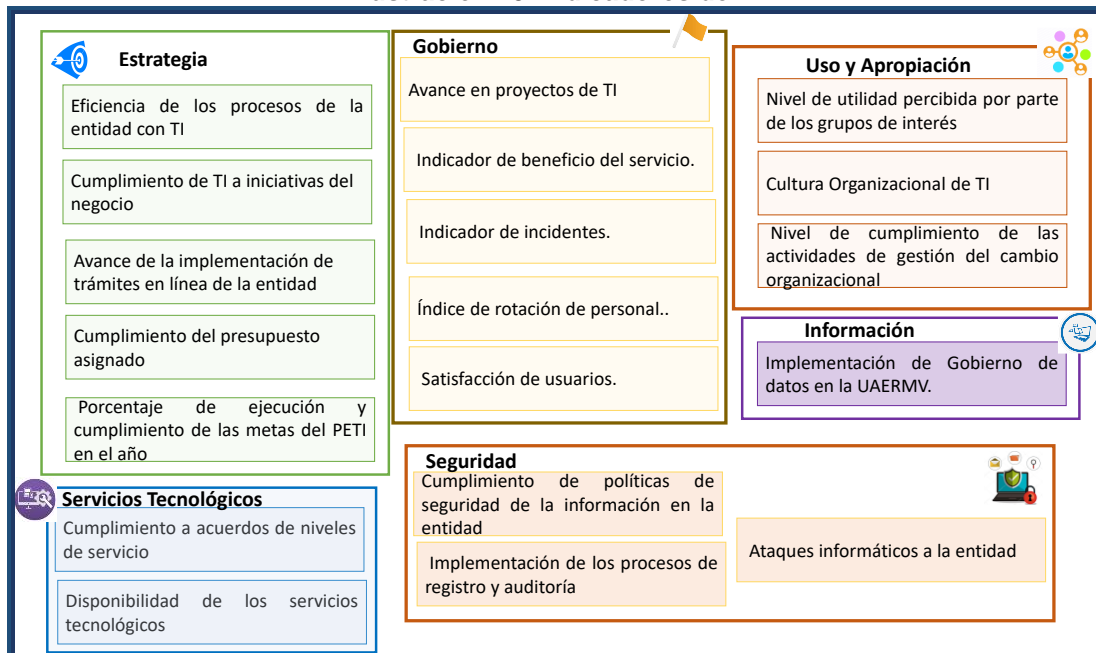 Estrategia
Eficiencia de los procesos de la
entidad con TI
Cumplimiento de TI a iniciativas del
negocio
Avance de la implementación de
trámites en línea de la entidad
Cumplimiento del presupuesto
asignado
Porcentaje de ejecución y
cumplimiento de las metas del PETI
en el año
Gobierno
Avance en proyectos de TI
Indicador de beneficio del servicio.
Indicador de incidentes.
Índice de rotación de personal..
Satisfacción de usuarios.
Uso y Apropiación
Nivel de utilidad percibida por parte
de los grupos de interés
Cultura Organizacional de TI
Nivel de cumplimiento de las
actividades de gestión del cambio
organizacional
Información
Implementación de Gobierno de
datos en la UAERMV.
Servicios Tecnológicos
Cumplimiento a acuerdos de niveles
de servicio
Disponibilidad de los servicios
tecnológicos
Seguridad
Cumplimiento de políticas de
seguridad de la información en la
entidad
Implementación de los procesos de
registro y auditoría
Ataques informáticos a la entidad